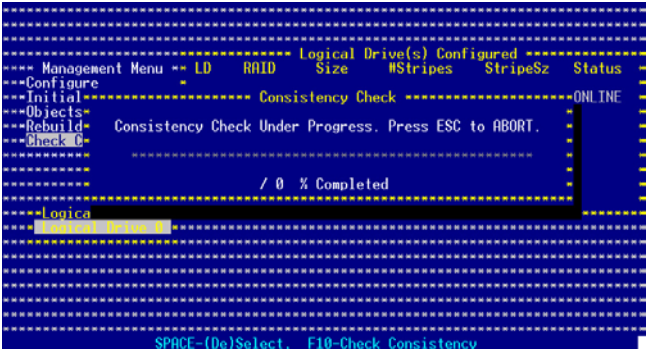 Logical Drive(s) Configured
Management Menu LD RAID Size #Stripes StripeSz Status
Configure
Initial Consistency Check ONLINE
Objects
Rebuild Consistency Check Under Progress. Press ESC to ABORT.
Check C
/ 0 % Completed
Logica
Logical Drive 0
SPACE-(De)Select. F10-Check Consistency